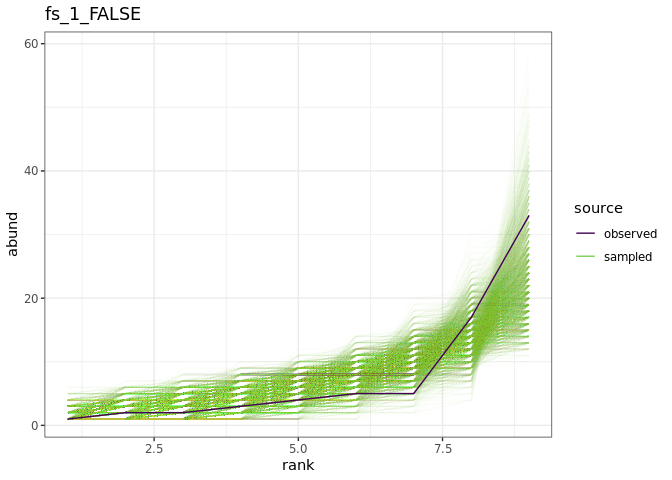 fs_1_FALSE
60
40
20
0
abund
2.5
5.0
7.5
rank
source
observed
sampled